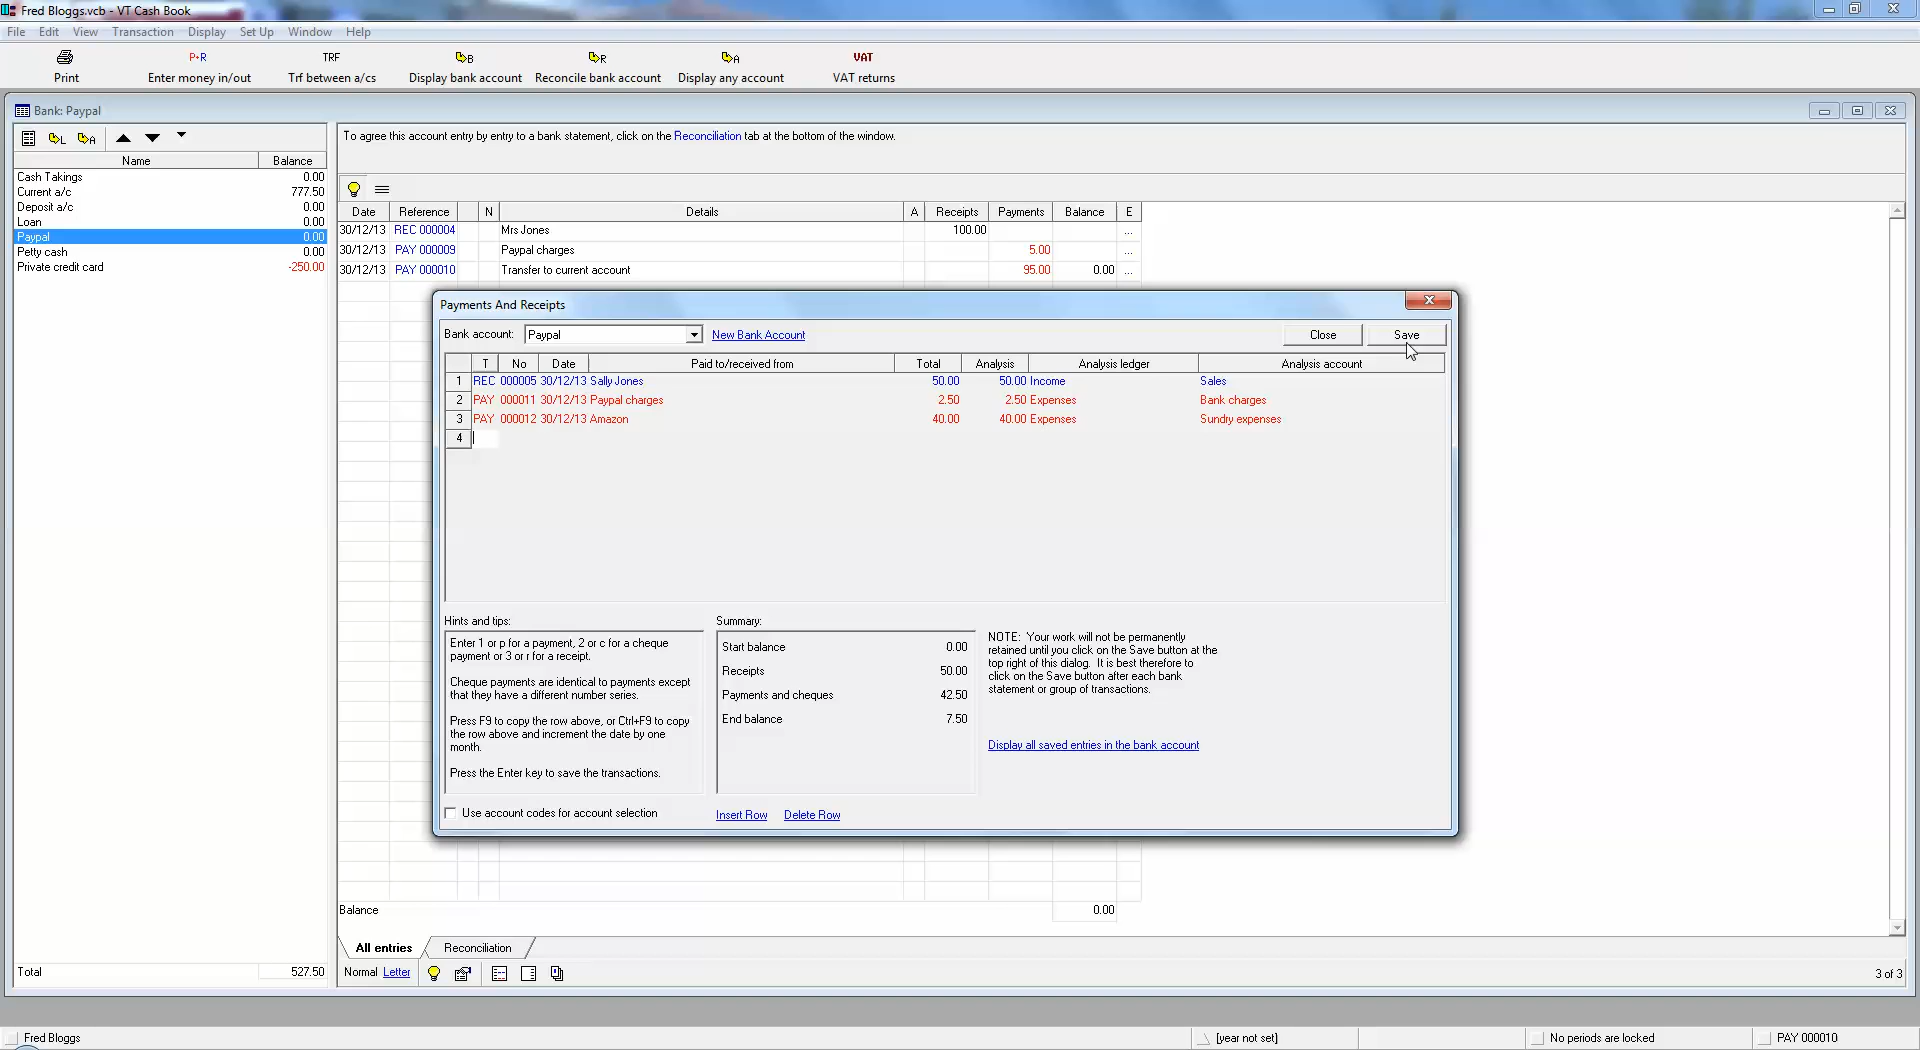 Fred Bloggs.vcb - VT Cash Book
File Edit View Transaction Display Set Up Window Help
P+R TRF B R A VAT
Print Enter money in/out Trf between a/cs Display bank account Reconcile bank account Display any account VAT returns
Bank: Paypal
L A
Name Balance
Cash Takings 0.00
Current a/c 777.50
Deposit a/c 0.00
Loan 0.00
Paypal 0.00
Petty cash 0.00
Private credit card -250.00
Total 527.50
To agree this account entry by entry to a bank statement, click on the Reconciliation tab at the bottom of the window.
Date Reference N Details A Receipts Payments Balance E
30/12/13 REC 000004 Mrs Jones 100.00 ...
30/12/13 PAY 000009 Paypal charges 5.00 ...
30/12/13 PAY 000010 Transfer to current account 95.00 0.00 ...
Payments And Receipts
Bank account: Paypal New Bank Account Close Save
T No Date Paid to/received from Total Analysis Analysis ledger Analysis account
1 REC 000005 30/12/13 Sally Jones 50.00 50.00 Income Sales
2 PAY 000011 30/12/13 Paypal charges 2.50 2.50 Expenses Bank charges
3 PAY 000012 30/12/13 Amazon 40.00 40.00 Expenses Sundry expenses
4
Hints and tips:
Enter 1 or p for a payment, 2 or c for a cheque
payment or 3 or r for a receipt.
Cheque payments are identical to payments except
that they have a different number series.
Press F9 to copy the row above, or Ctrl+F9 to copy
the row above and increment the date by one
month.
Press the Enter key to save the transactions.
Summary:
Start balance 0.00
Receipts 50.00
Payments and cheques 42.50
End balance 7.50
NOTE: Your work will not be permanently
retained until you click on the Save button at the
top right of this dialog. It is best therefore to
click on the Save button after each bank
statement or group of transactions.
Display all saved entries in the bank account
Use account codes for account selection Insert Row Delete Row
Balance 0.00
All entries Reconciliation
Normal Letter 3 of 3
Fred Bloggs [year not set] No periods are locked PAY 000010